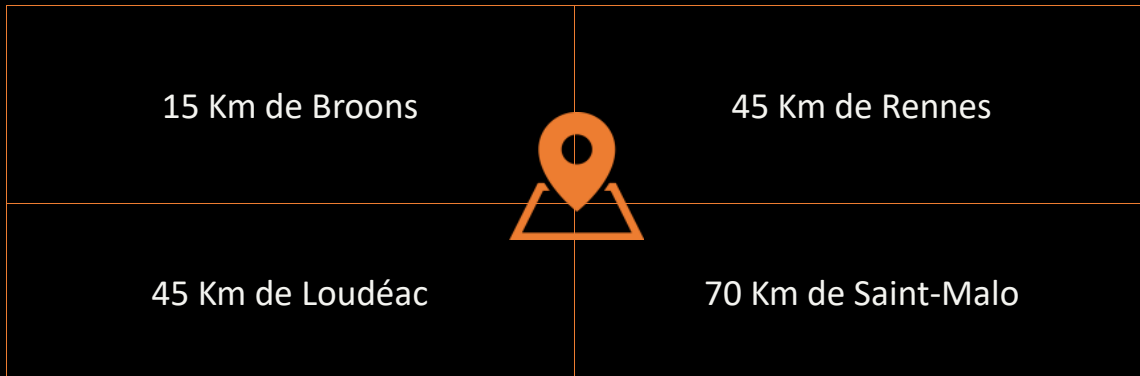 15 Km de Broons
45 Km de Rennes
45 Km de Loudéac
70 Km de Saint-Malo